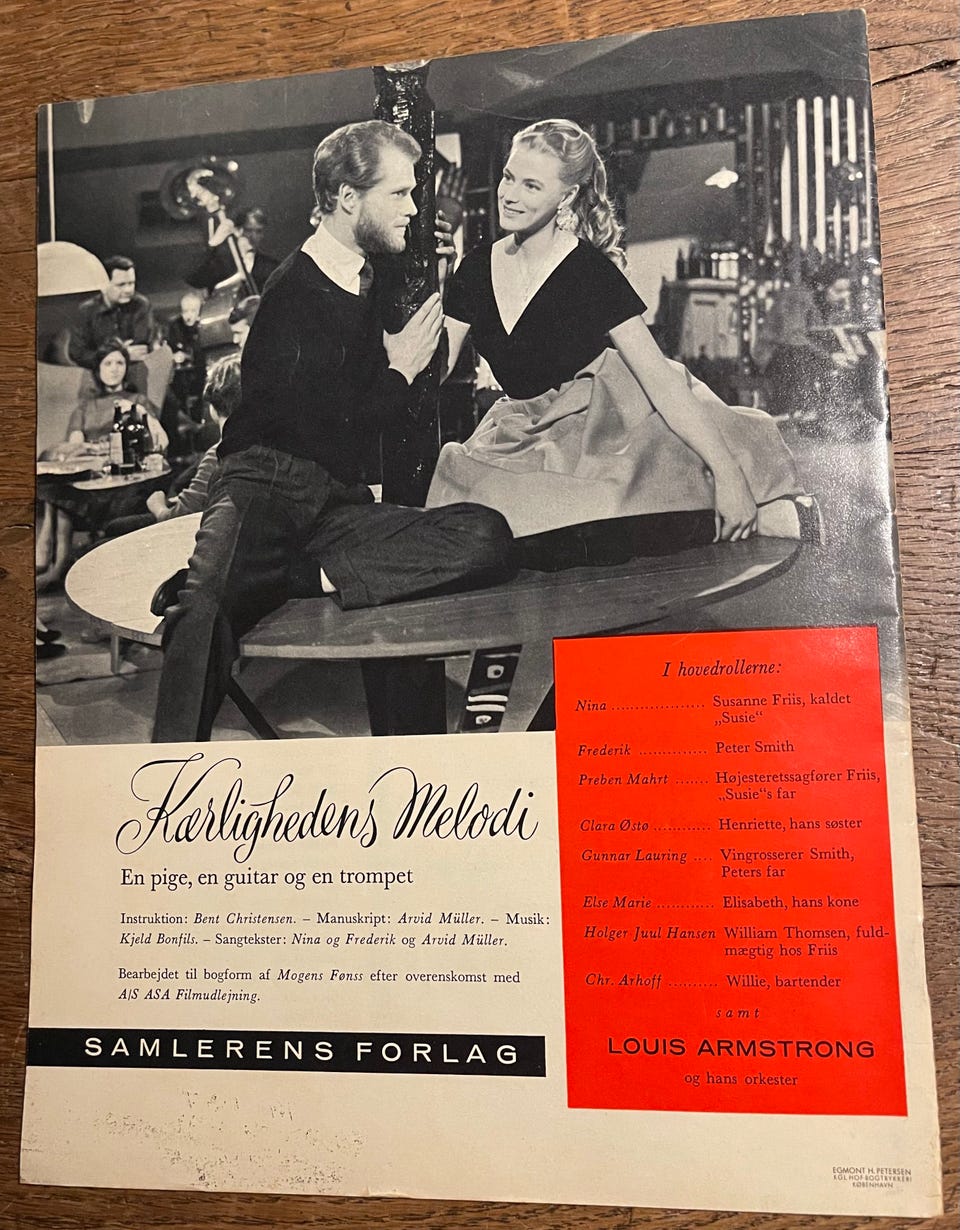 Kærlighedens Melodi
En pige, en guitar og en trompet
Instruktion: Bent Christensen. – Manuskript: Arvid Müller. – Musik:
Kjeld Bonfils. – Sangtekster: Nina og Frederik og Arvid Müller.
Bearbejdet til bogform af Mogens Fønss efter overenskomst med
A/S ASA Filmudlejning.
SAMLERENS FORLAG
I hovedrollerne:
Nina ................... Susanne Friis, kaldet
„Susie“
Frederik .............. Peter Smith
Preben Mahrt ....... Højesteretssagfører Friis,
„Susie“s far
Clara Østø ............ Henriette, hans søster
Gunnar Lauring .... Vingrosserer Smith,
Peters far
Else Marie ............ Elisabeth, hans kone
Holger Juul Hansen William Thomsen, fuld-
mægtig hos Friis
Chr. Arhoff .......... Willie, bartender
samt
LOUIS ARMSTRONG
og hans orkester
EGMONT H. PETERSEN
KGL. HOF-BOGTRYKKERI
KØBENHAVN